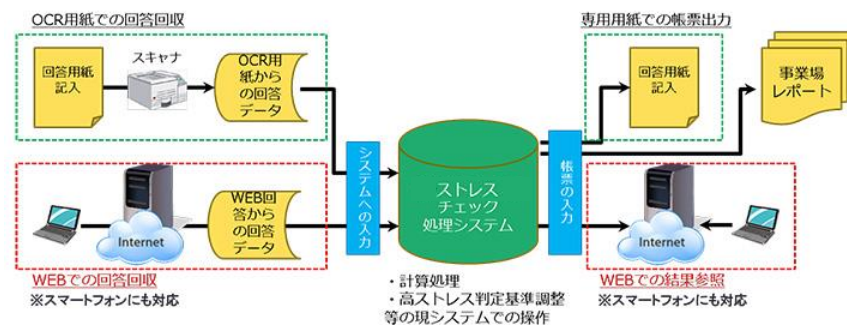 OCR用紙での回答回収
専用用紙での帳票出力
回答用紙
記入
スキャナ
OCR用紙
からの
回答
データ
回答用紙
記入
事業場
レポート
システムへの入力
ストレス
チェック
処理システム
帳票の入力
Internet
WEB回
答から
の回答
データ
Internet
WEBでの回答回収
※スマートフォンにも対応
・計算処理
・高ストレス判定基準調整
等の現システムでの操作
WEBでの結果参照
※スマートフォンにも対応